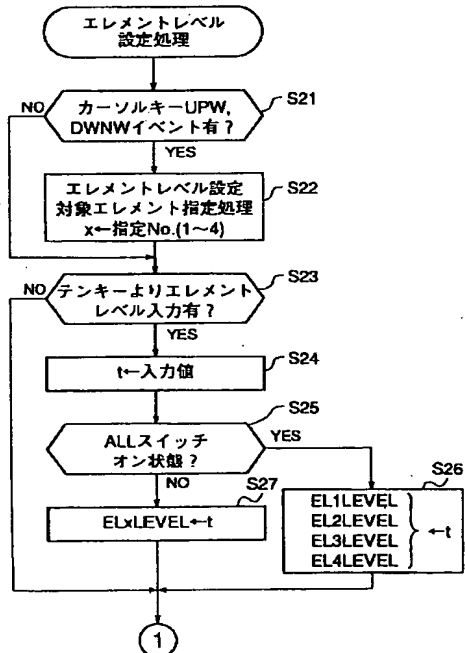 エレメントレベル
設定処理
S21
NO
カーソルキーUPW,
DWNWイベント有?
YES
S22
エレメントレベル設定
対象エレメント指定処理
x←指定No.(1~4)
S23
NO
テンキーよりエレメント
レベル入力有?
YES
S24
t←入力値
S25
ALLスイッチ
オン状態?
YES
NO
S27
ELxLEVEL←t
S26
EL1LEVEL
EL2LEVEL
EL3LEVEL
EL4LEVEL
←t
1